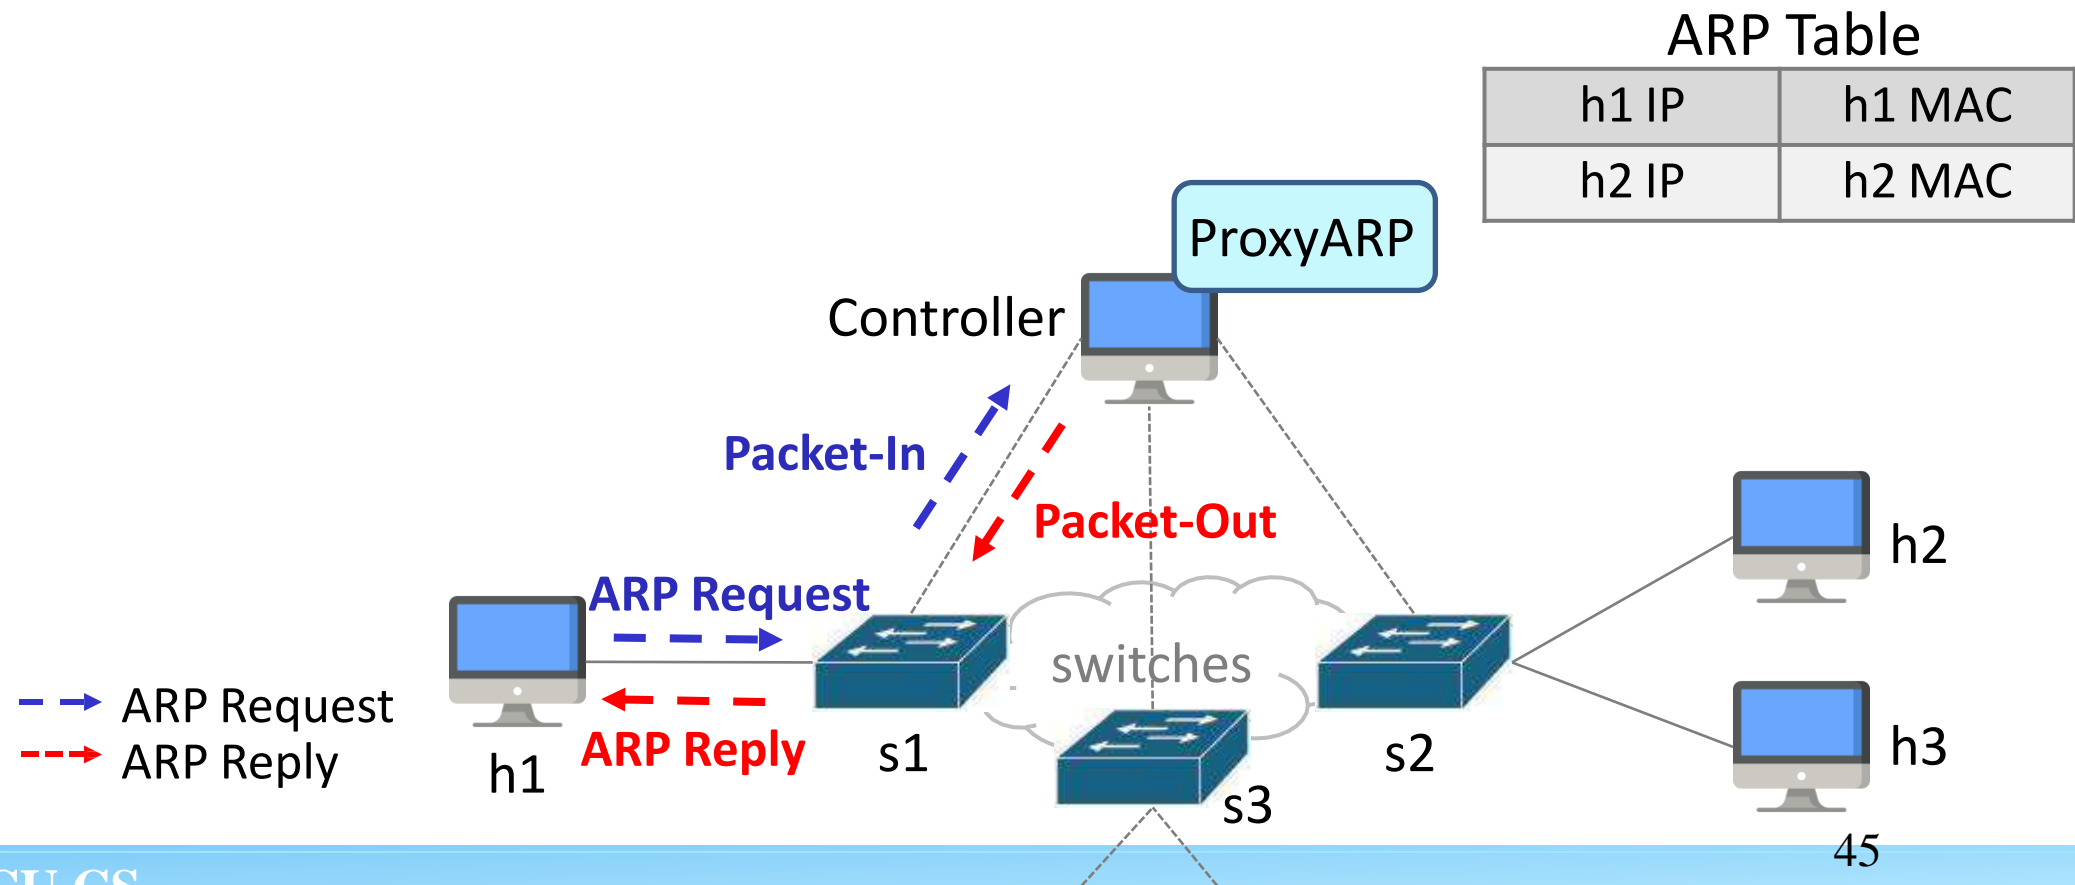 ARP Table
h1 IP h1 MAC
h2 IP h2 MAC
ProxyARP
Controller
Packet-In
Packet-Out
h2
ARP Request
switches
ARP Request
ARP Reply
h1
ARP Reply
s1
s2
h3
s3
45